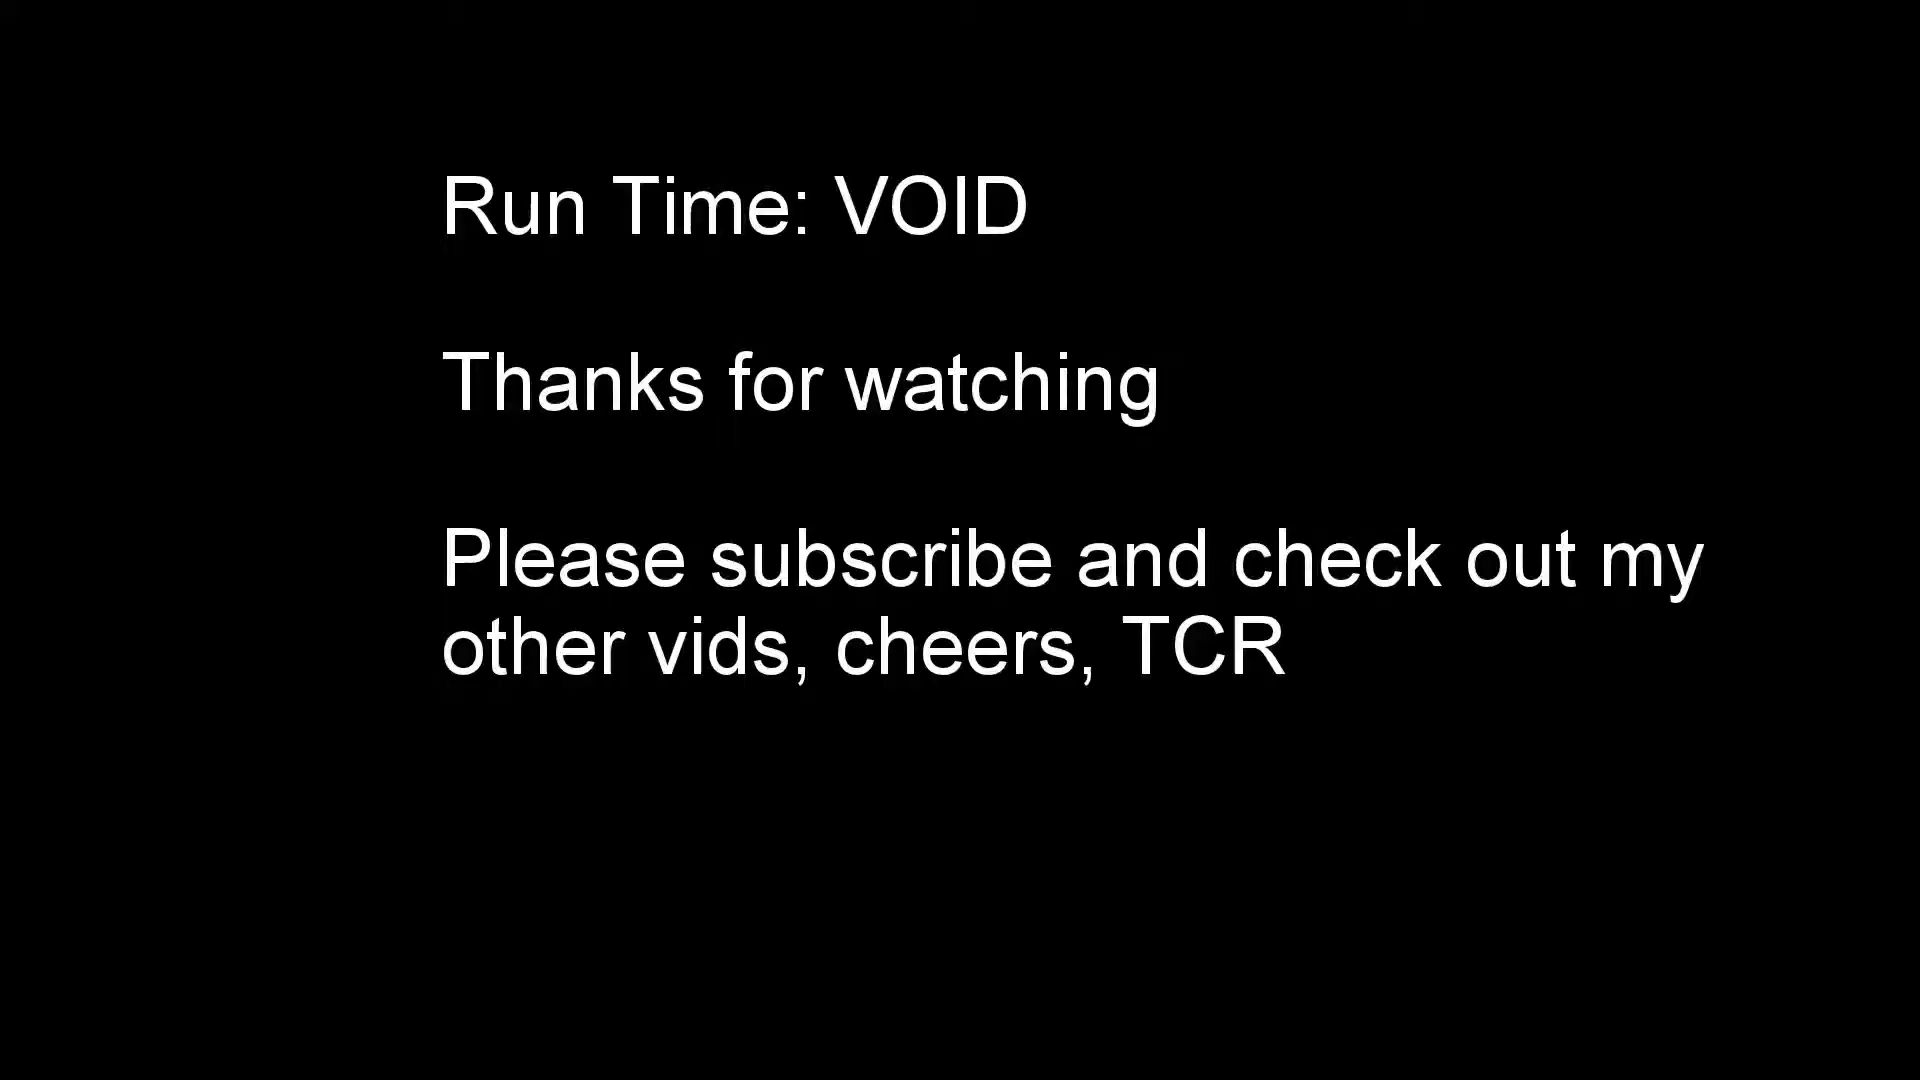 Run Time: VOID
Thanks for watching
Please subscribe and check out my
other vids, cheers, TCR